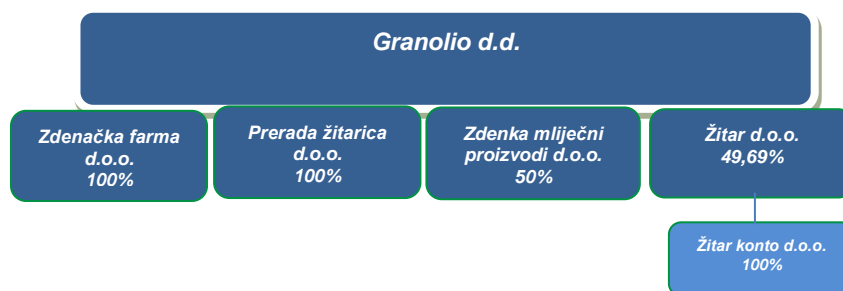 Granolio d.d.
Zdenačka farma
d.o.o.
100%
Prerada žitarica
d.o.o.
100%
Zdenka mliječni
proizvodi d.o.o.
50%
Žitar d.o.o.
49,69%
Žitar konto d.o.o.
100%